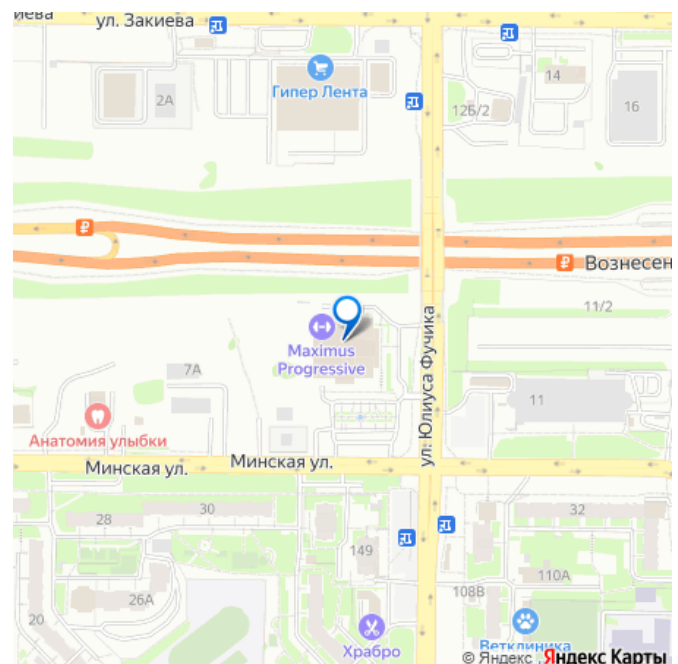 киева
ул. Закиева
Гипер Лента
2А
14
12Б/2
16
Вознесен
11/2
ул. Юлиуса Фучика
Maximus
Progressive
7А
11
Анатомия улыбки
Минская ул.
Минская ул.
30
28
32
149
110А
26А
108В
20
Храбро
Ветклиника
© Яндекс Яндекс Карты